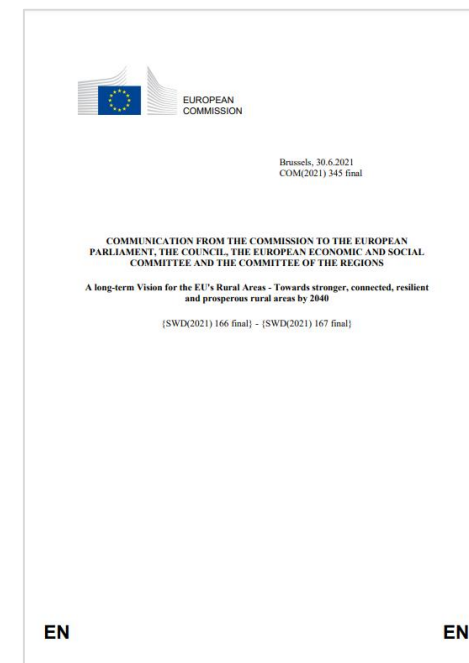 EUROPEAN
COMMISSION
Brussels, 30.6.2021
COM(2021) 345 final
COMMUNICATION FROM THE COMMISSION TO THE EUROPEAN
PARLIAMENT, THE COUNCIL, THE EUROPEAN ECONOMIC AND SOCIAL
COMMITTEE AND THE COMMITTEE OF THE REGIONS
A long-term Vision for the EU's Rural Areas - Towards stronger, connected, resilient
and prosperous rural areas by 2040
{SWD(2021) 166 final} - {SWD(2021) 167 final}
EN EN